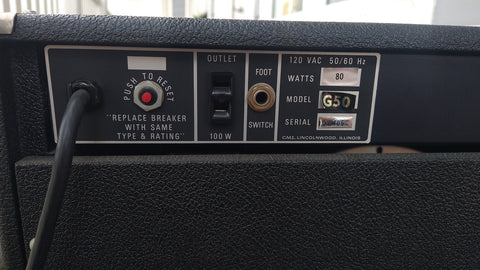 PUSH TO RESET
"REPLACE BREAKER
WITH SAME
TYPE & RATING"
OUTLET
100 W
FOOT
SWITCH
120 VAC 50/60 Hz
WATTS 80
MODEL G50
SERIAL
CMI, LINCOLNWOOD, ILLINOIS